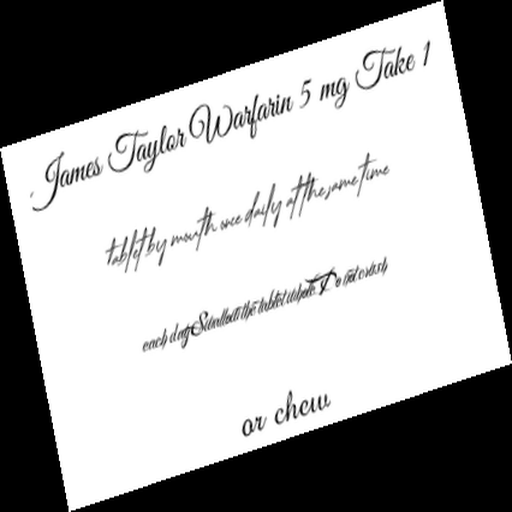 James Taylor Warfarin 5 mg Take 1
tablet by mouth once daily at the same time
each day Swallow the tablet whole Do not crush
or chew